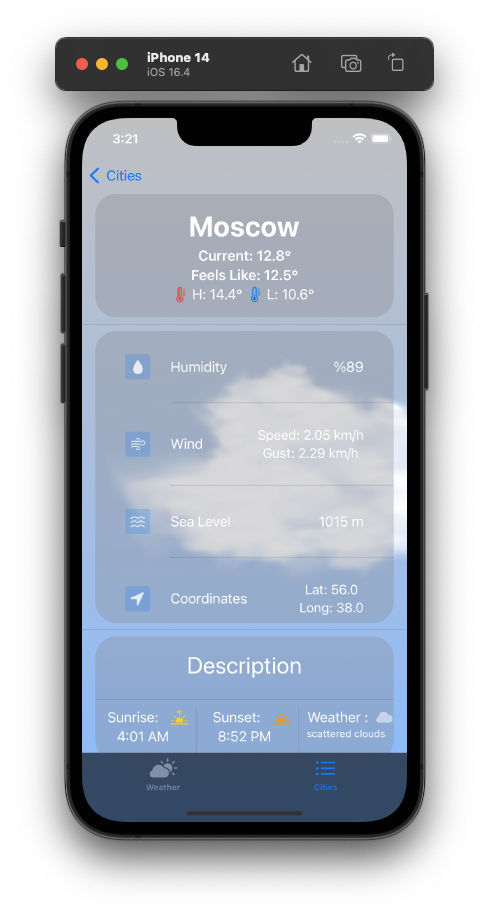 iPhone 14
iOS 16.4
3:21
Cities
Moscow
Current: 12.8°
Feels Like: 12.5°
H: 14.4° L: 10.6°
Humidity %89
Wind Speed: 2.05 km/h
Gust: 2.29 km/h
Sea Level 1015 m
Coordinates Lat: 56.0
Long: 38.0
Description
Sunrise: Sunset: Weather :
4:01 AM 8:52 PM scattered clouds
Weather Cities